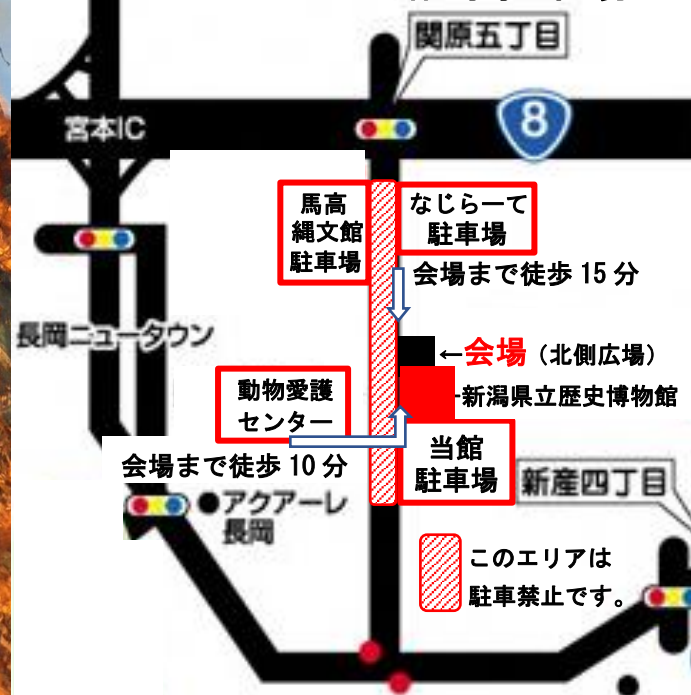 関原五丁目
8
宮本IC
馬高
縄文館
駐車場
なじらーて
駐車場
会場まで徒歩 15 分
長岡ニュータウン
←会場(北側広場)
新潟県立歴史博物館
動物愛護
センター
会場まで徒歩 10 分
当館
駐車場
新産四丁目
●アクアーレ
長岡
このエリアは
駐車禁止です。